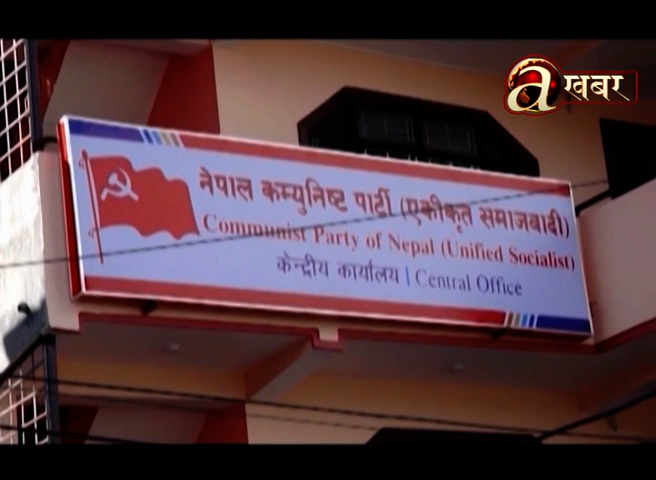 a खबर
नेपाल कम्युनिष्ट पार्टी (एकीकृत समाजवादी)
Communist Party of Nepal (Unified Socialist)
केन्द्रीय कार्यालय | Central Office